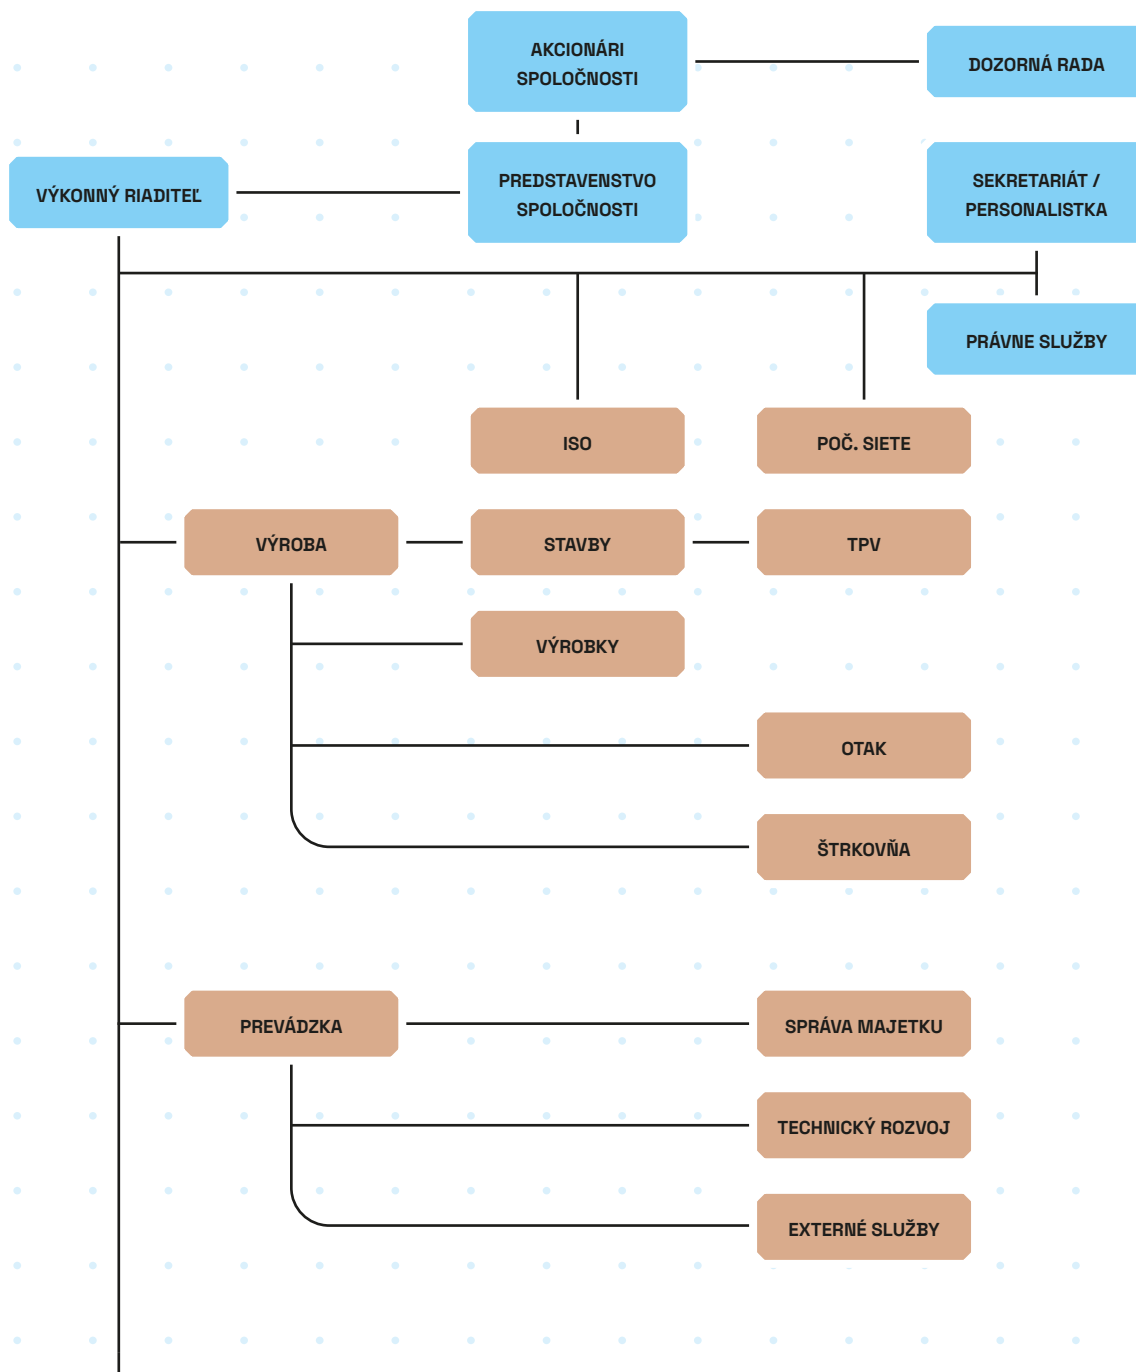 AKCIONÁRI
SPOLOČNOSTI
DOZORNÁ RADA
VÝKONNÝ RIADITEĽ
PREDSTAVENSTVO
SPOLOČNOSTI
SEKRETARIÁT /
PERSONALISTKA
PRÁVNE SLUŽBY
ISO
POČ. SIETE
VÝROBA
STAVBY
TPV
VÝROBKY
OTAK
ŠTRKOVŇA
PREVÁDZKA
SPRÁVA MAJETKU
TECHNICKÝ ROZVOJ
EXTERNÉ SLUŽBY